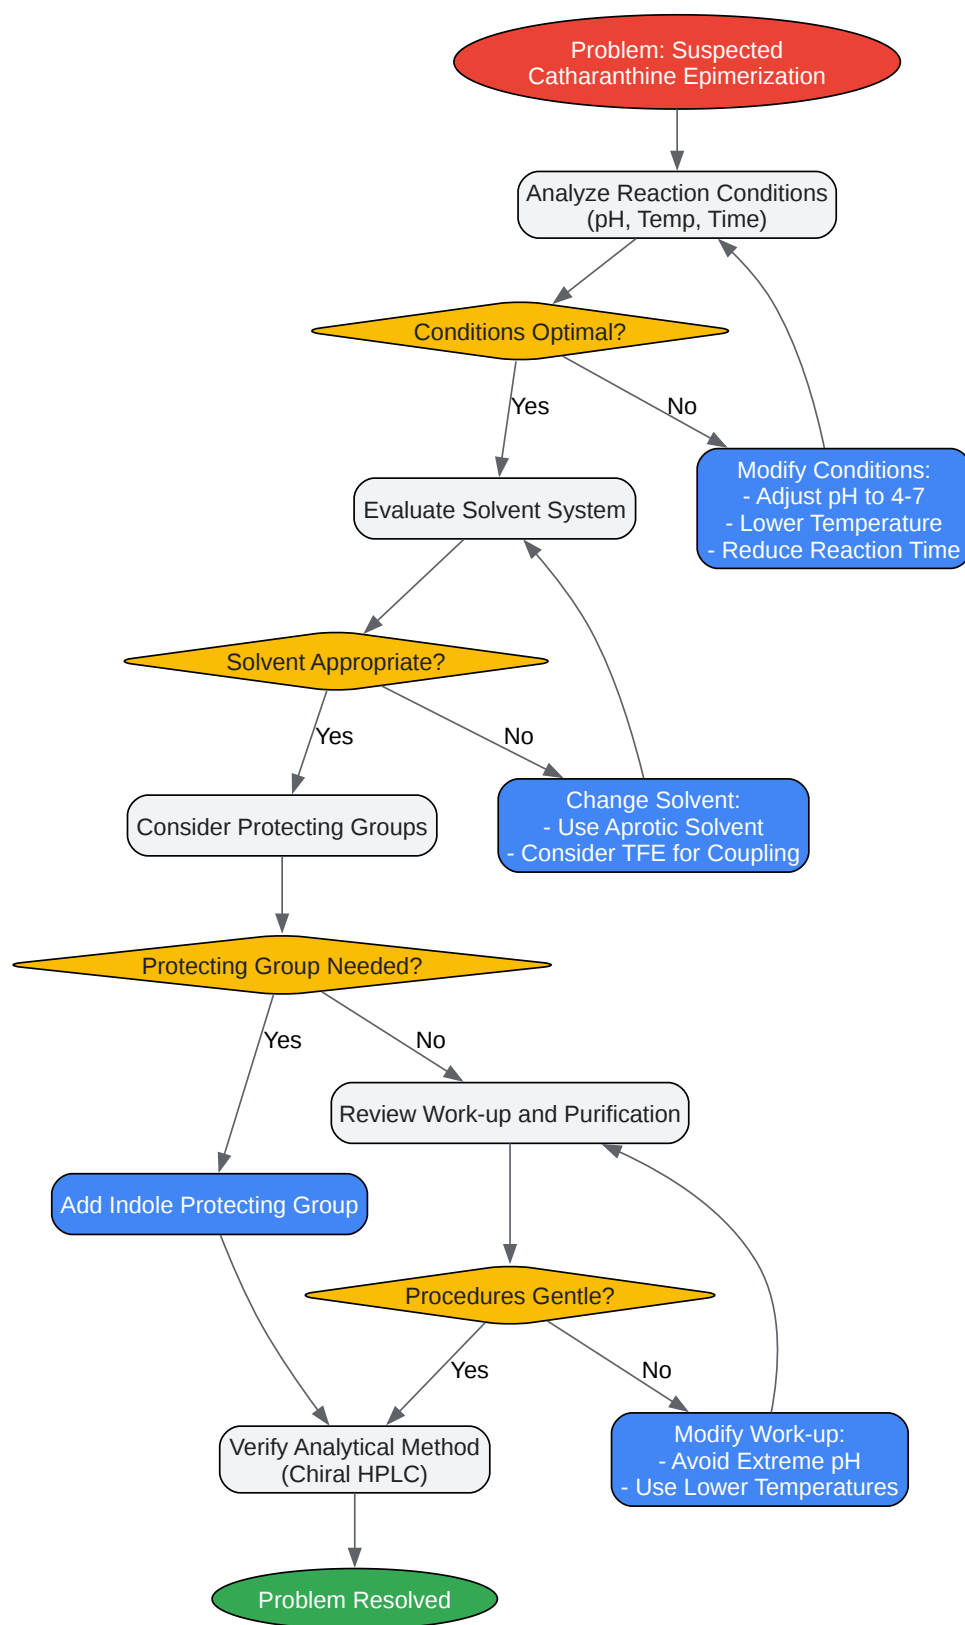 Problem: Suspected
Catharanthine Epimerization
Analyze Reaction Conditions
(pH, Temp, Time)
Conditions Optimal?
Yes
No
Modify Conditions:
- Adjust pH to 4-7
- Lower Temperature
- Reduce Reaction Time
Evaluate Solvent System
Solvent Appropriate?
Yes
No
Change Solvent:
- Use Aprotic Solvent
- Consider TFE for Coupling
Consider Protecting Groups
Protecting Group Needed?
Yes
No
Review Work-up and Purification
Add Indole Protecting Group
Procedures Gentle?
Yes
No
Modify Work-up:
- Avoid Extreme pH
- Use Lower Temperatures
Verify Analytical Method
(Chiral HPLC)
Problem Resolved